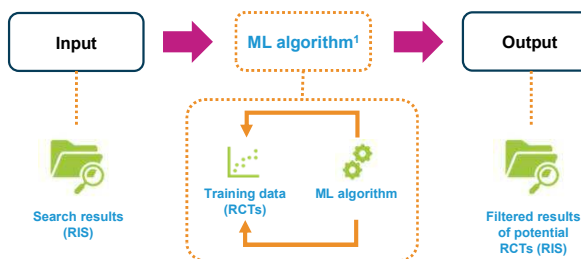 Input
ML algorithm¹
Output
Search results
(RIS)
Training data
(RCTs)
ML algorithm
Filtered results
of potential
RCTs (RIS)